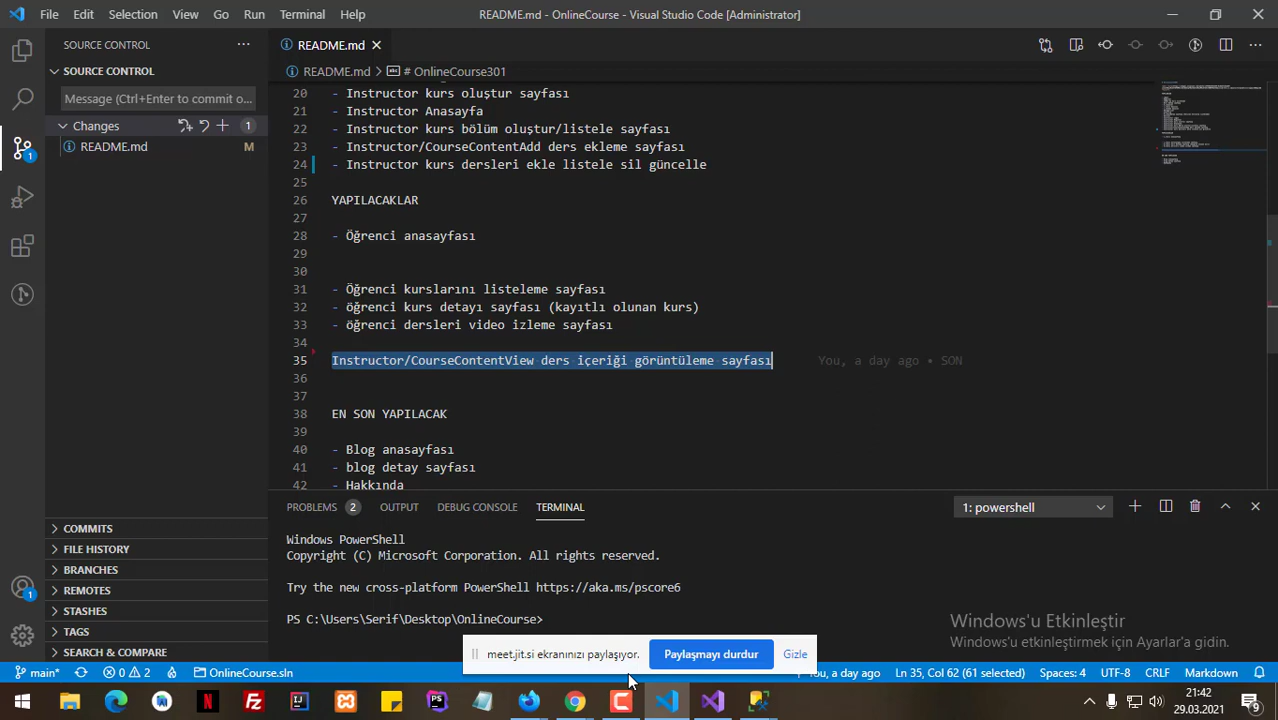 File Edit Selection View Go Run Terminal Help
README.md - OnlineCourse - Visual Studio Code [Administrator]
SOURCE CONTROL
README.md
SOURCE CONTROL
README.md > # OnlineCourse301
Message (Ctrl+Enter to commit o...
Changes 1
README.md M
20 - Instructor kurs oluştur sayfası
21 - Instructor Anasayfa
22 - Instructor kurs bölüm oluştur/listele sayfası
23 - Instructor/CourseContentAdd ders ekleme sayfası
24 - Instructor kurs dersleri ekle listele sil güncelle
25
26 YAPILACAKLAR
27
28 - Öğrenci anasayfası
29
30
31 - Öğrenci kurslarını listeleme sayfası
32 - öğrenci kurs detayı sayfası (kayıtlı olunan kurs)
33 - öğrenci dersleri video izleme sayfası
34
35 Instructor/CourseContentView ders içeriği görüntüleme sayfası You, a day ago • SON
36
37
38 EN SON YAPILACAK
39
40 - Blog anasayfası
41 - blog detay sayfası
42 - Hakkında
COMMITS
FILE HISTORY
BRANCHES
REMOTES
STASHES
TAGS
SEARCH & COMPARE
PROBLEMS 2 OUTPUT DEBUG CONSOLE TERMINAL
1: powershell
Windows PowerShell
Copyright (C) Microsoft Corporation. All rights reserved.
Try the new cross-platform PowerShell https://aka.ms/pscore6
PS C:\Users\Serif\Desktop\OnlineCourse>
Windows'u Etkinleştir
Windows'u etkinleştirmek için Ayarlar'a gidin.
meet.jit.si ekranınızı paylaşıyor. Paylaşmayı durdur Gizle
1
1
main* 0 2 OnlineCourse.sln
You, a day ago Ln 35, Col 62 (61 selected) Spaces: 4 UTF-8 CRLF Markdown
21:42
29.03.2021
9